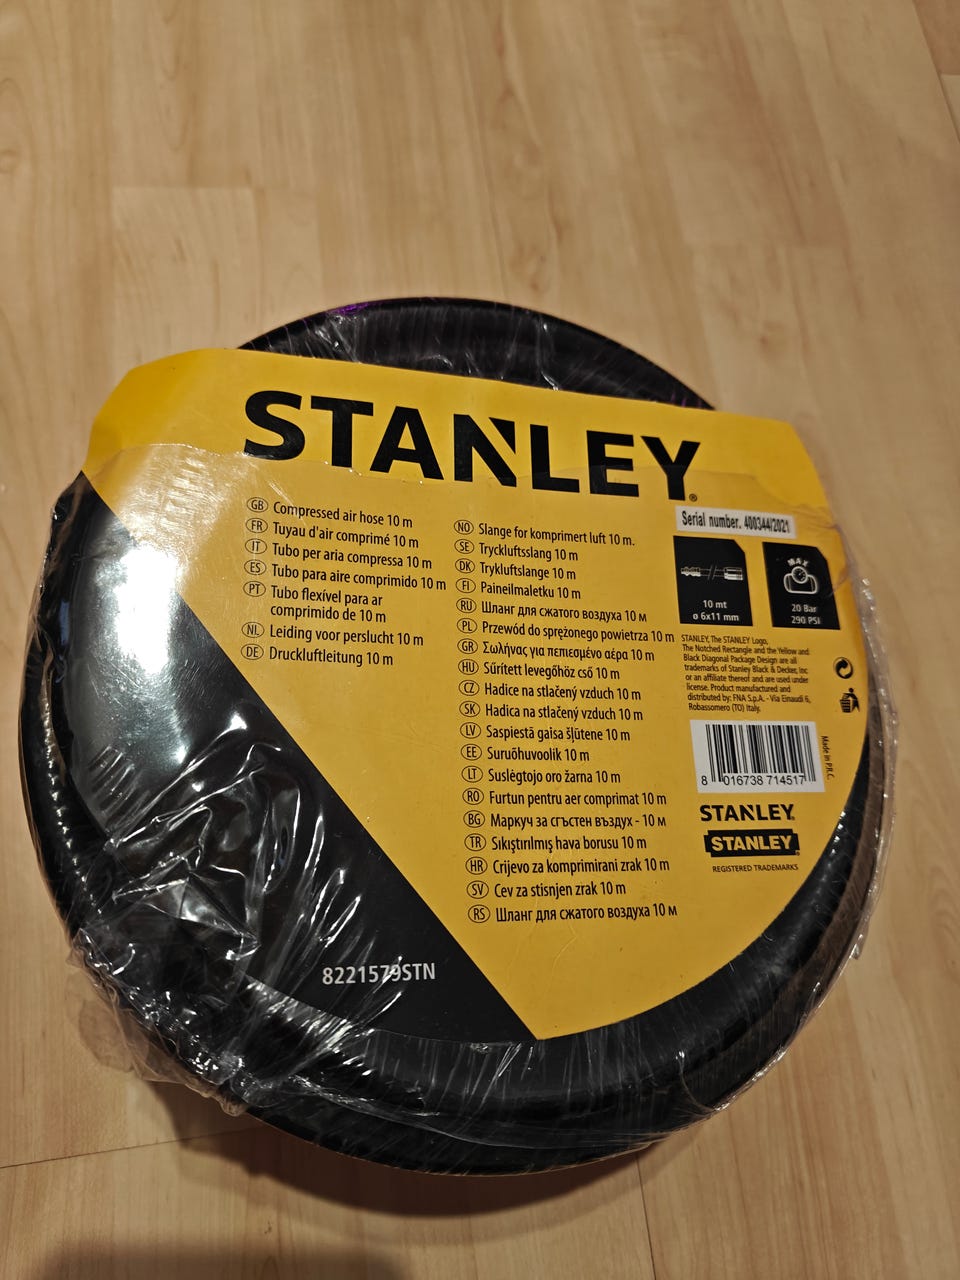 STANLEY®
GB Compressed air hose 10 m
FR Tuyau d'air comprimé 10 m
IT Tubo per aria compressa 10 m
ES Tubo para aire comprimido 10 m
PT Tubo flexível para ar
comprimido de 10 m
NL Leiding voor perslucht 10 m
DE Druckluftleitung 10 m
NO Slange for komprimert luft 10 m.
SE Tryckluftsslang 10 m
DK Trykluftslange 10 m
FI Paineilmaletku 10 m
RU Шланг для сжатого воздуха 10 м
PL Przewód do sprężonego powietrza 10 m
GR Σωλήνας για πεπιεσμένο αέρα 10 m
HU Sűrített levegőhöz cső 10 m
CZ Hadice na stlačený vzduch 10 m
SK Hadica na stlačený vzduch 10 m
LV Saspiestā gaisa šļūtene 10 m
EE Suruõhuvoolik 10 m
LT Suslėgtojo oro žarna 10 m
RO Furtun pentru aer comprimat 10 m
BG Маркуч за сгъстен въздух - 10 м
TR Sıkıştırılmış hava borusu 10 m
HR Crijevo za komprimirani zrak 10 m
SV Cev za stisnjen zrak 10 m
RS Шланг для сжатого воздуха 10 м
8221579STN
Serial number. 400344/2021
10 mt
ø 6x11 mm
MAX
20 Bar
290 PSI
STANLEY, The STANLEY Logo,
The Notched Rectangle and the Yellow and
Black Diagonal Package Design are all
trademarks of Stanley Black & Decker, Inc
or an affiliate thereof and are used under
license. Product manufactured and
distributed by: FNA S.p.A. - Via Einaudi 6,
Robassomero (TO) Italy.
8 016738 714517
Made in P.R.C.
STANLEY®
STANLEY®
REGISTERED TRADEMARKS